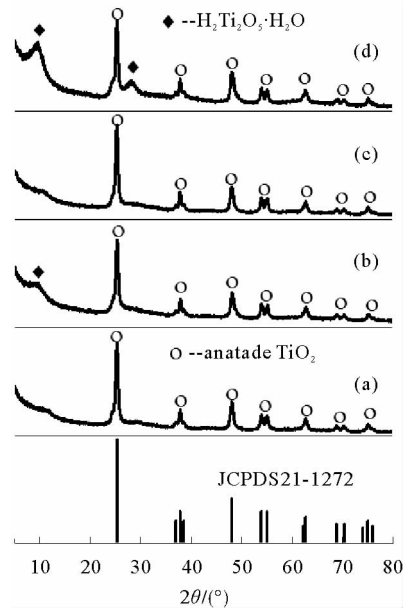 ◆ --H₂Ti₂O₅·H₂O
(d)
(c)
(b)
○ --anatade TiO₂
(a)
JCPDS21-1272
10 20 30 40 50 60 70 80
2θ/(°)